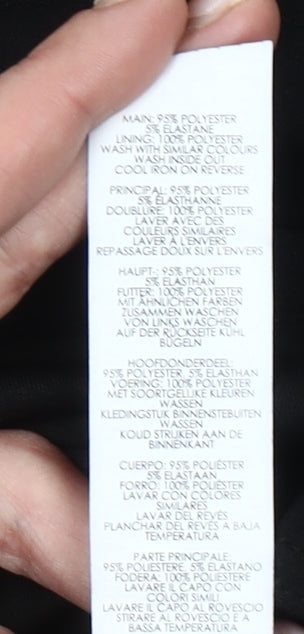 MAIN: 95% POLYESTER
5% ELASTANE
LINING: 100% POLYESTER
WASH WITH SIMILAR COLOURS
WASH INSIDE OUT
COOL IRON ON REVERSE
PRINCIPAL: 95% POLYESTER
5% ÉLASTHANNE
DOUBLURE: 100% POLYESTER
LAVER AVEC DES
COULEURS SIMILAIRES
LAVER À L'ENVERS
REPASSAGE DOUX SUR L'ENVERS
HAUPT-: 95% POLYESTER
5% ELASTHAN
FUTTER: 100% POLYESTER
MIT ÄHNLICHEN FARBEN
ZUSAMMEN WASCHEN
VON LINKS WASCHEN
AUF DER RÜCKSEITE KÜHL
BÜGELN
HOOFDONDERDEEL:
95% POLYESTER, 5% ELASTHAN
VOERING: 100% POLYESTER
MET SOORTGELIJKE KLEUREN
WASSEN
KLEDINGSTUK BINNENSTEBUITEN
WASSEN
KOUD STRIJKEN AAN DE
BINNENKANT
CUERPO: 95% POLIÉSTER
5% ELASTAAN
FORRO: 100% POLIÉSTER
LAVAR CON COLORES
SIMILARES
LAVAR DEL REVÉS
PLANCHAR DEL REVÉS A BAJA
TEMPERATURA
PARTE PRINCIPALE:
95% POLIESTERE, 5% ELASTANO
FODERA: 100% POLIESTERE
LAVARE IL CAPO CON
COLORI SIMILI
LAVARE IL CAPO AL ROVESCIO
STIRARE AL ROVESCIO E A
BASSA TEMPERATURA